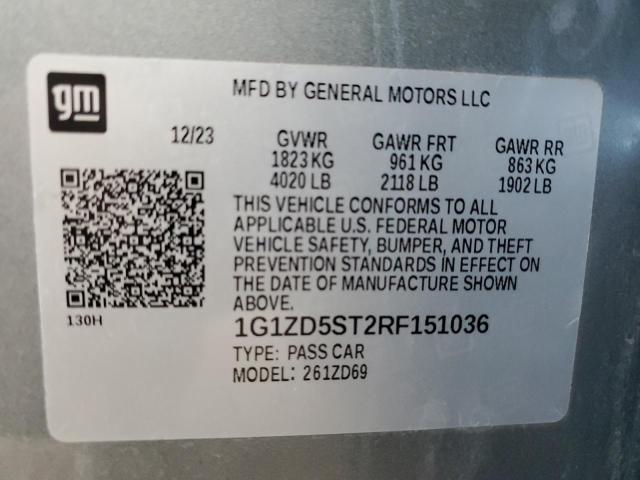 gm
MFD BY GENERAL MOTORS LLC
12/23 GVWR GAWR FRT GAWR RR
1823 KG 961 KG 863 KG
4020 LB 2118 LB 1902 LB
THIS VEHICLE CONFORMS TO ALL
APPLICABLE U.S. FEDERAL MOTOR
VEHICLE SAFETY, BUMPER, AND THEFT
PREVENTION STANDARDS IN EFFECT ON
THE DATE OF MANUFACTURE SHOWN
ABOVE.
130H
1G1ZD5ST2RF151036
TYPE: PASS CAR
MODEL: 261ZD69